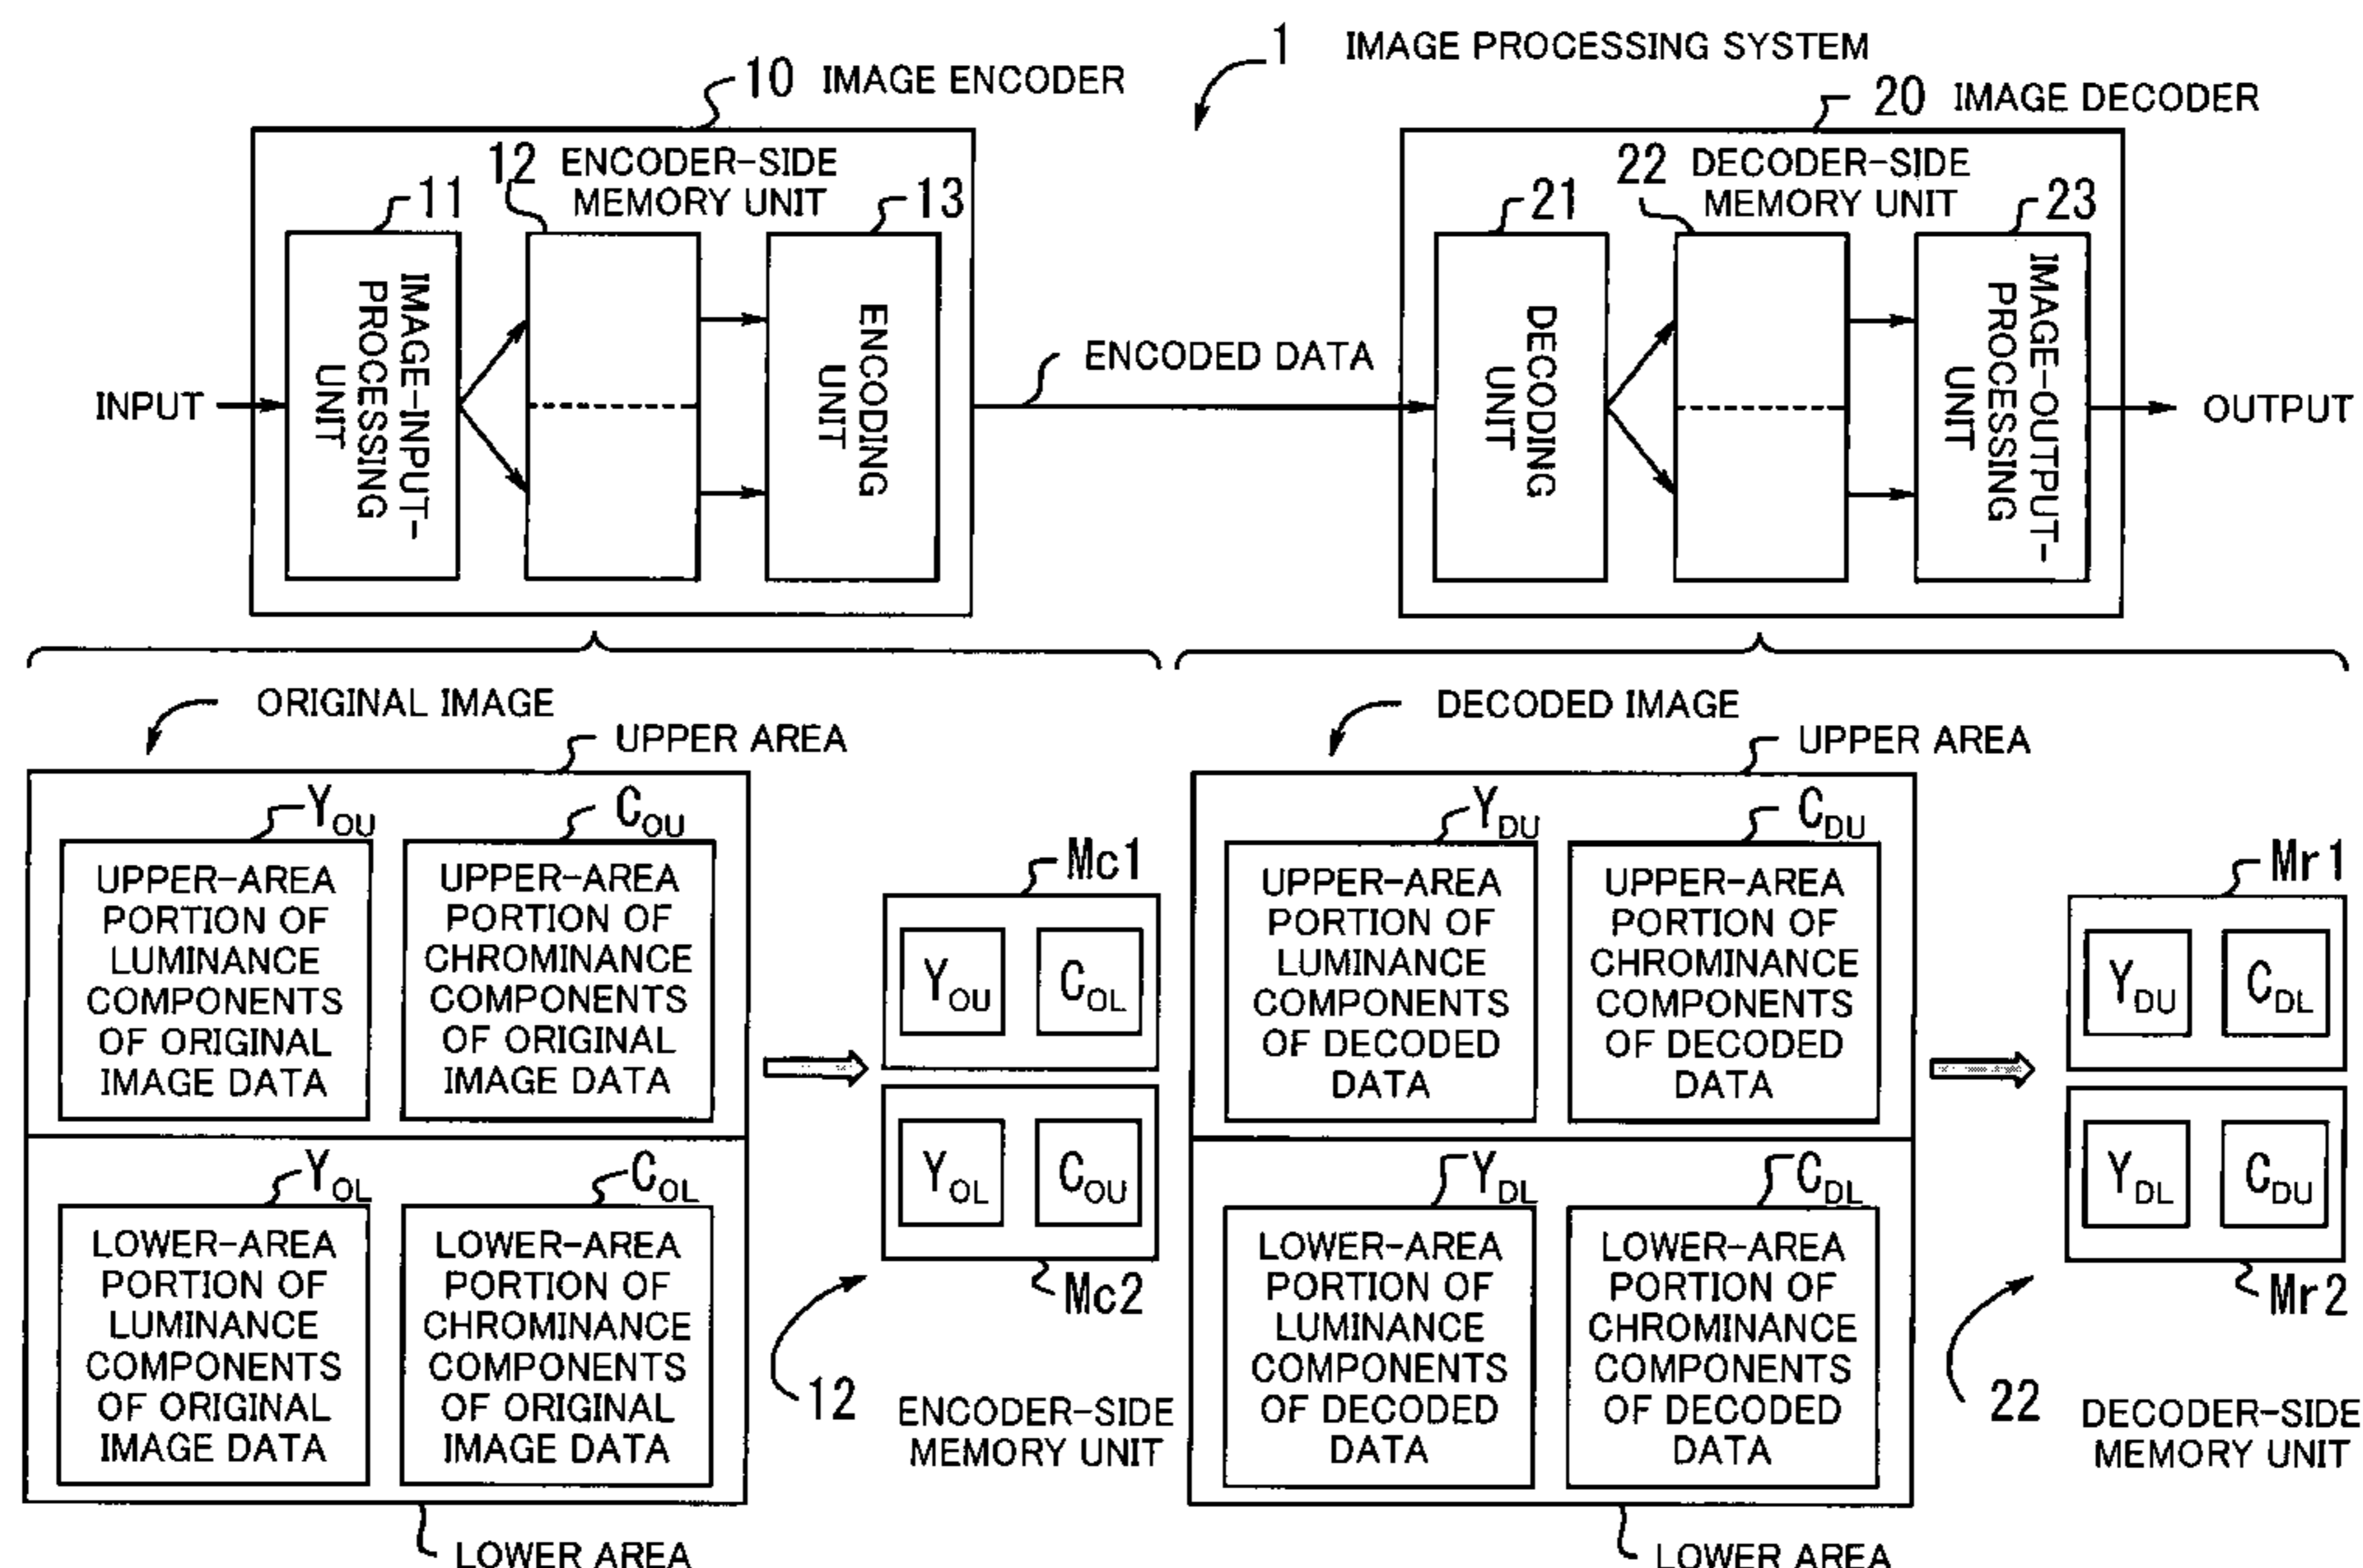 1 IMAGE PROCESSING SYSTEM
10 IMAGE ENCODER
20 IMAGE DECODER
12 ENCODER-SIDE
MEMORY UNIT
11
13
22 DECODER-SIDE
MEMORY UNIT
21
23
INPUT
IMAGE-INPUT-
PROCESSING
UNIT
ENCODING
UNIT
ENCODED DATA
DECODING
UNIT
IMAGE-OUTPUT-
PROCESSING
UNIT
OUTPUT
ORIGINAL IMAGE
UPPER AREA
YOU
COU
UPPER-AREA
PORTION OF
LUMINANCE
COMPONENTS
OF ORIGINAL
IMAGE DATA
UPPER-AREA
PORTION OF
CHROMINANCE
COMPONENTS
OF ORIGINAL
IMAGE DATA
YOL
COL
LOWER-AREA
PORTION OF
LUMINANCE
COMPONENTS
OF ORIGINAL
IMAGE DATA
LOWER-AREA
PORTION OF
CHROMINANCE
COMPONENTS
OF ORIGINAL
IMAGE DATA
LOWER AREA
Mc1
YOU COL
YOL COU
Mc2
12 ENCODER-SIDE
MEMORY UNIT
DECODED IMAGE
UPPER AREA
YDU
CDU
UPPER-AREA
PORTION OF
LUMINANCE
COMPONENTS
OF DECODED
DATA
UPPER-AREA
PORTION OF
CHROMINANCE
COMPONENTS
OF DECODED
DATA
YDL
CDL
LOWER-AREA
PORTION OF
LUMINANCE
COMPONENTS
OF DECODED
DATA
LOWER-AREA
PORTION OF
CHROMINANCE
COMPONENTS
OF DECODED
DATA
LOWER AREA
Mr1
YDU CDL
YDL CDU
Mr2
22 DECODER-SIDE
MEMORY UNIT